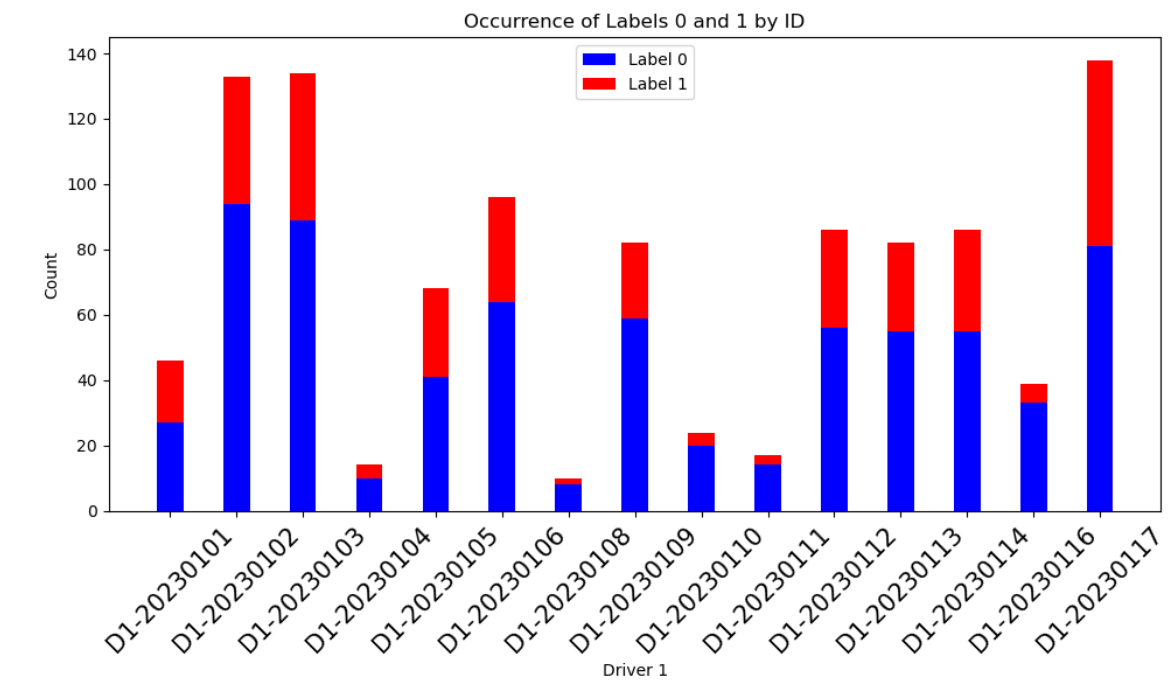 Occurrence of Labels 0 and 1 by ID
Label 0
Label 1
Count
140
120
100
80
60
40
20
0
D1-20230101
D1-20230102
D1-20230103
D1-20230104
D1-20230105
D1-20230106
D1-20230108
D1-20230109
D1-20230110
D1-20230111
D1-20230112
D1-20230113
D1-20230114
D1-20230116
D1-20230117
Driver 1